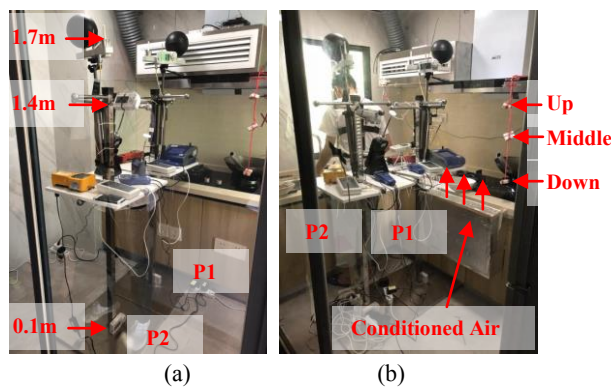 1.7m
1.4m
Up
Middle
Down
P1
P2
P2
P1
0.1m
Conditioned Air
(a)
(b)